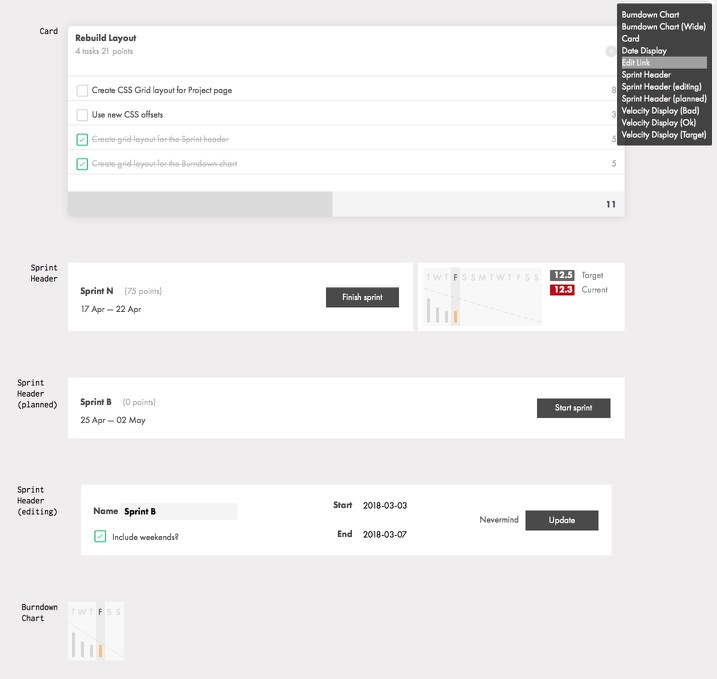 Card
Rebuild Layout
4 tasks 21 points
Create CSS Grid layout for Project page
8
Use new CSS offsets
3
Create grid layout for the Sprint header
5
Create grid layout for the Burndown chart
5
11
Burndown Chart
Burndown Chart (Wide)
Card
Date Display
Edit Link
Sprint Header
Sprint Header (editing)
Sprint Header (planned)
Velocity Display (Bad)
Velocity Display (Ok)
Velocity Display (Target)
Sprint
Header
Sprint N (75 points)
17 Apr — 22 Apr
Finish sprint
T W T F S S M T W T F S S
12.5 Target
12.3 Current
Sprint
Header
(planned)
Sprint B (0 points)
25 Apr — 02 May
Start sprint
Sprint
Header
(editing)
Name Sprint B
Include weekends?
Start 2018-03-03
End 2018-03-07
Nevermind
Update
Burndown
Chart
T W T F S S